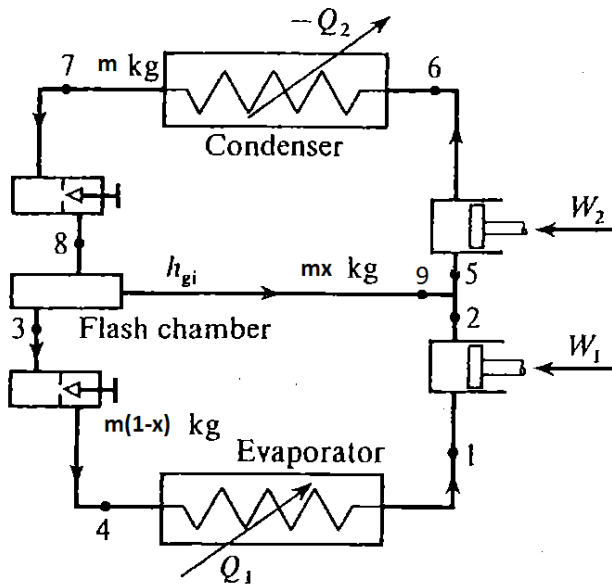 −Q₂
7 m kg 6
Condenser
W₂
8
h_gi mx kg 9 5
3 Flash chamber 2
W₁
m(1-x) kg
Evaporator
1
4
Q₁